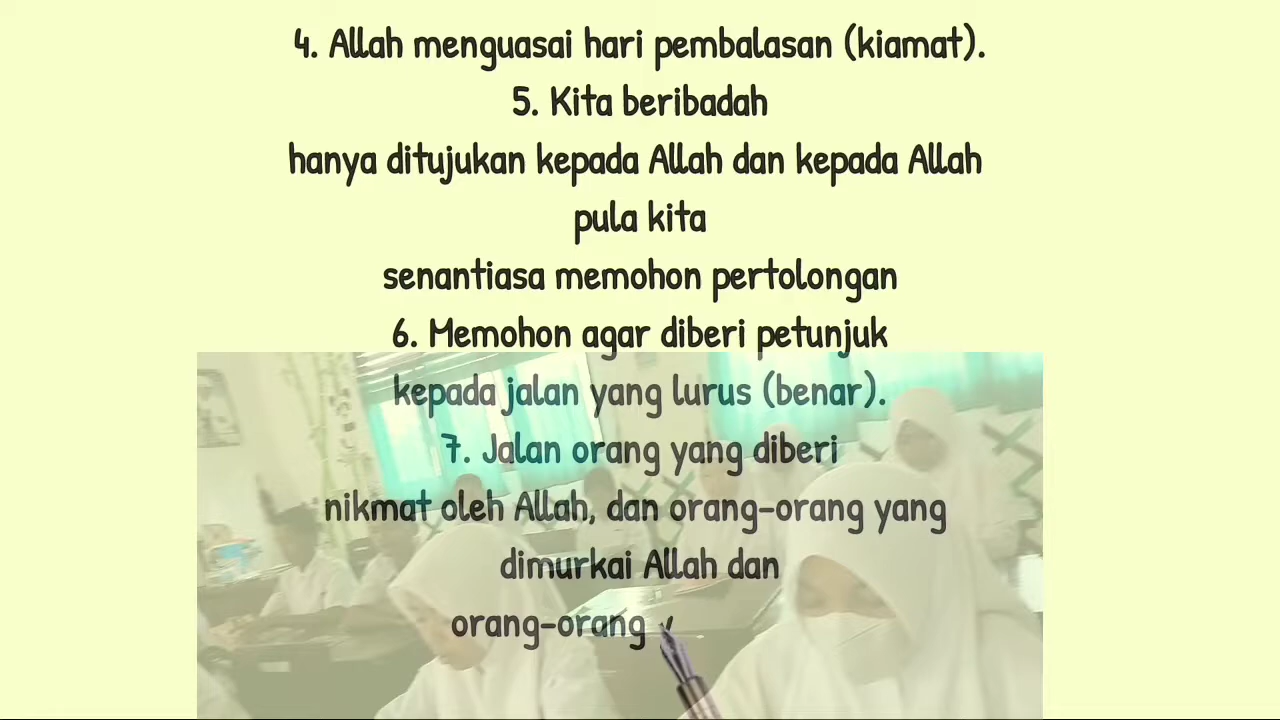 4. Allah menguasai hari pembalasan (kiamat).
5. Kita beribadah
hanya ditujukan kepada Allah dan kepada Allah
pula kita
senantiasa memohon pertolongan
6. Memohon agar diberi petunjuk
kepada jalan yang lurus (benar).
7. Jalan orang yang diberi
nikmat oleh Allah, dan orang-orang yang
dimurkai Allah dan
orang-orang